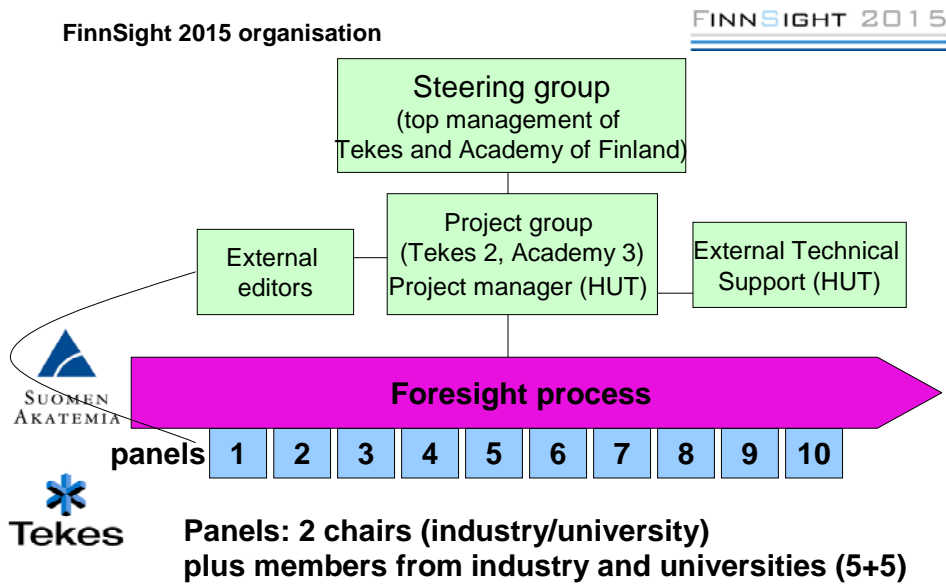 FinnSight 2015 organisation
FINNSIGHT 2015
Steering group
(top management of
Tekes and Academy of Finland)
Project group
(Tekes 2, Academy 3)
Project manager (HUT)
External
editors
External Technical
Support (HUT)
SUOMEN
AKATEMIA
Foresight process
panels 1 2 3 4 5 6 7 8 9 10
Tekes
Panels: 2 chairs (industry/university)
plus members from industry and universities (5+5)